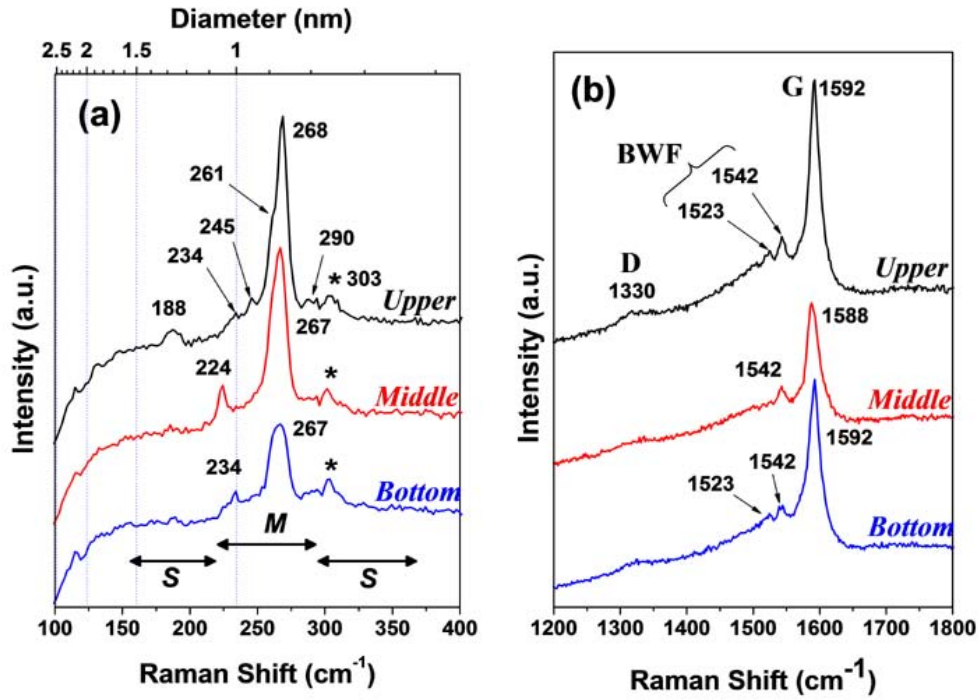 Diameter (nm)
2.5 2 1.5 1
(a)
268
261
245
234
290
* 303
188
Upper
267
224
*
Middle
267
234
*
Bottom
M
S
S
100 150 200 250 300 350 400
Raman Shift (cm-1)
Intensity (a.u.)
(b)
G
1592
BWF
1542
1523
D
1330
Upper
1588
1542
Middle
1592
1542
1523
Bottom
1200 1300 1400 1500 1600 1700 1800
Raman Shift (cm-1)
Intensity (a.u.)